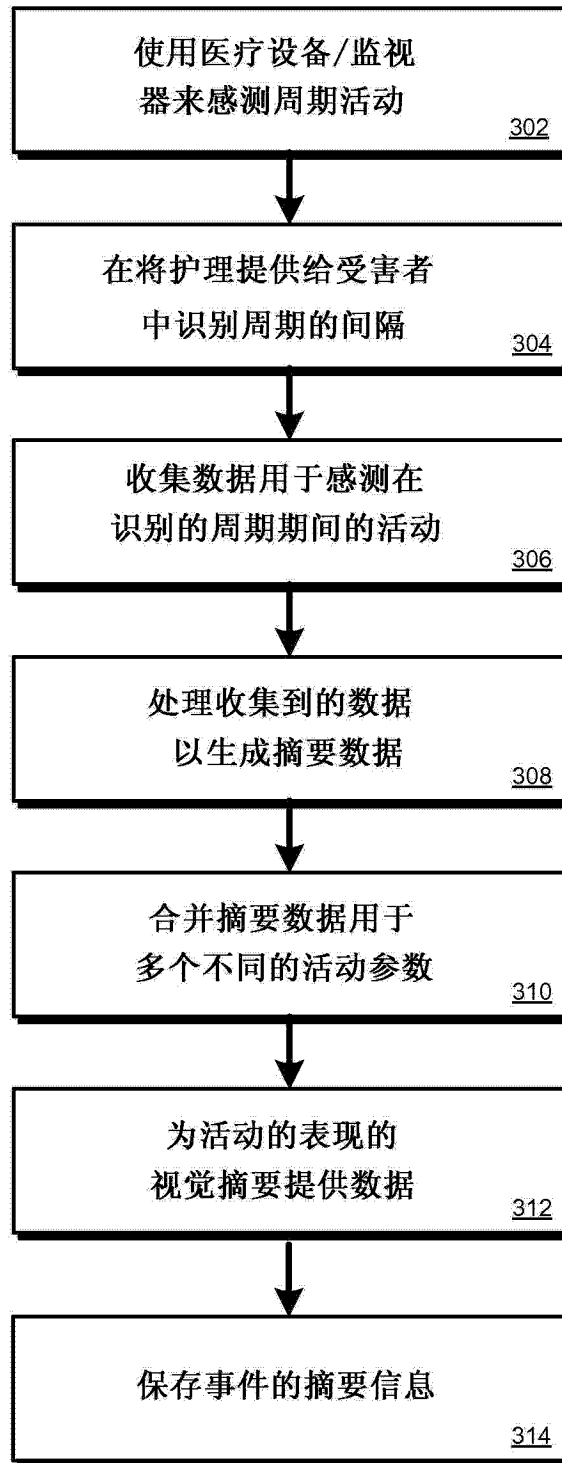 使用医疗设备/监视
器来感测周期活动
302
在将护理提供给受害者
中识别周期的间隔
304
收集数据用于感测在
识别的周期期间的活动
306
处理收集到的数据
以生成摘要数据
308
合并摘要数据用于
多个不同的活动参数
310
为活动的表现的
视觉摘要提供数据
312
保存事件的摘要信息
314